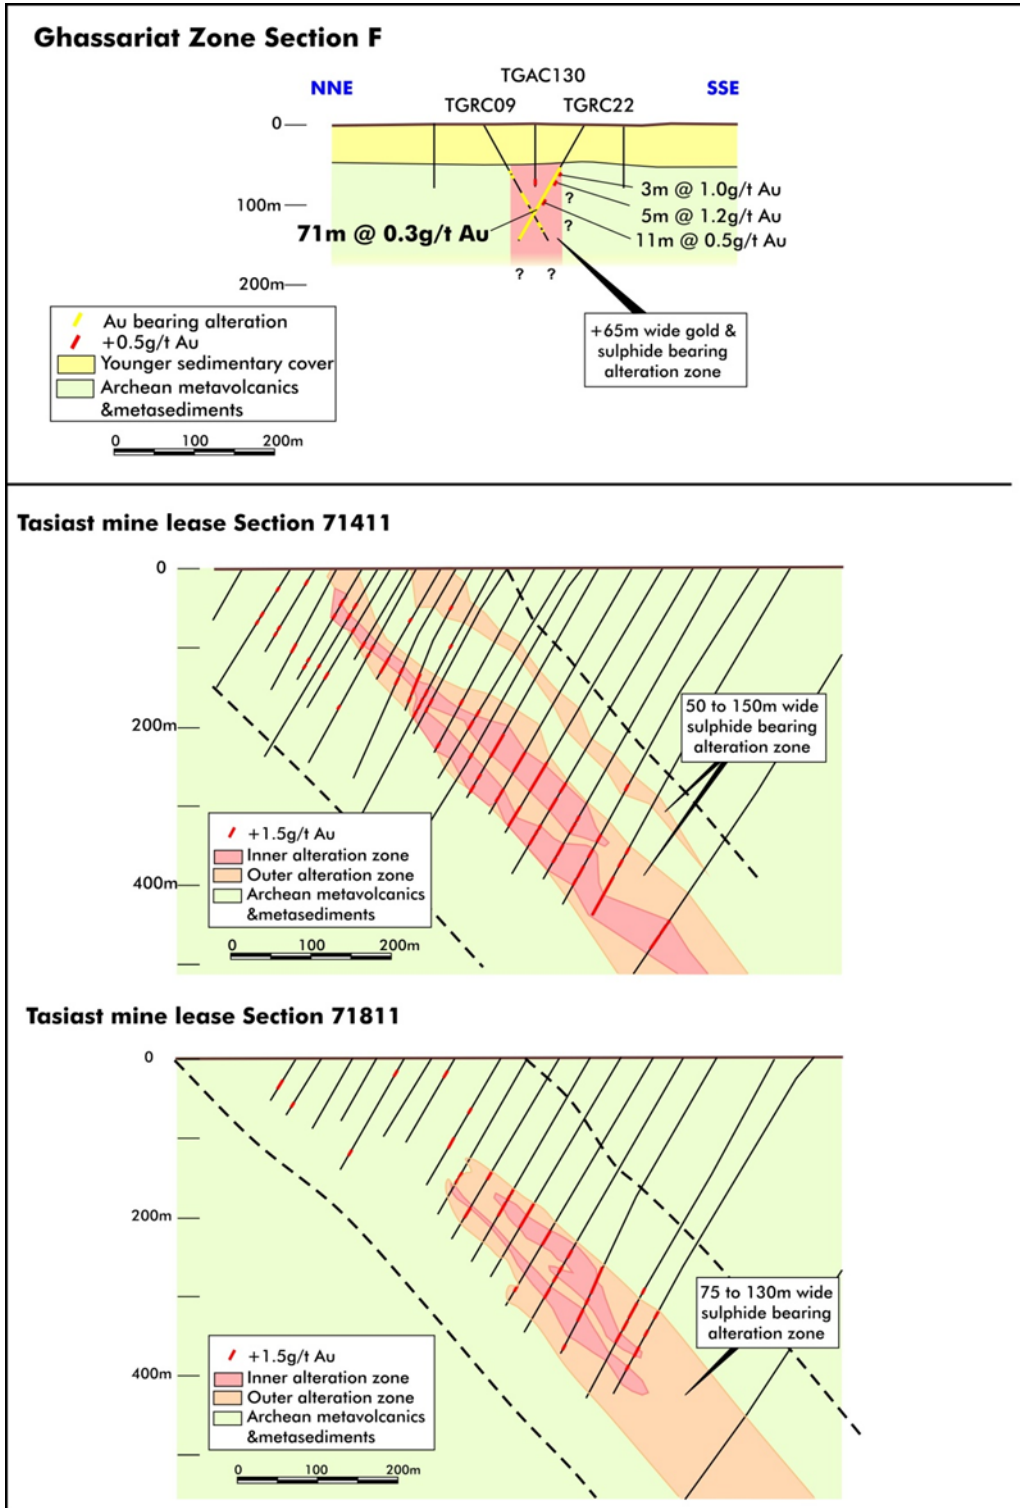 Ghassariat Zone Section F
TGAC130
NNE
SSE
TGRC09
TGRC22
0
3m @ 1.0g/t Au
?
100m
5m @ 1.2g/t Au
?
71m @ 0.3g/t Au
11m @ 0.5g/t Au
? ?
200m
Au bearing alteration
+0.5g/t Au
Younger sedimentary cover
Archean metavolcanics
&metasediments
+65m wide gold &
sulphide bearing
alteration zone
0 100 200m
Tasiast mine lease Section 71411
0
200m
400m
50 to 150m wide
sulphide bearing
alteration zone
+1.5g/t Au
Inner alteration zone
Outer alteration zone
Archean metavolcanics
&metasediments
0 100 200m
Tasiast mine lease Section 71811
0
200m
400m
75 to 130m wide
sulphide bearing
alteration zone
+1.5g/t Au
Inner alteration zone
Outer alteration zone
Archean metavolcanics
&metasediments
0 100 200m